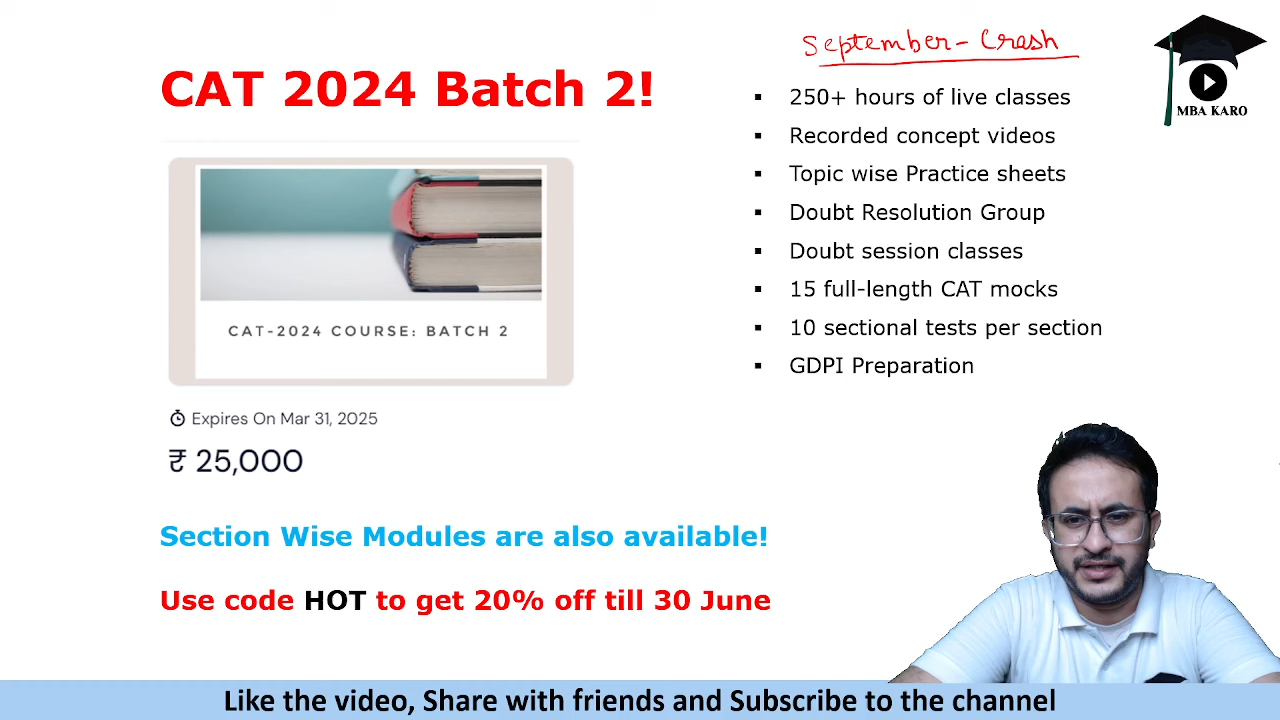 CAT 2024 Batch 2!
CAT-2024 COURSE: BATCH 2
Expires On Mar 31, 2025
₹ 25,000
Section Wise Modules are also available!
Use code HOT to get 20% off till 30 June
September - Crash
▪ 250+ hours of live classes
▪ Recorded concept videos
▪ Topic wise Practice sheets
▪ Doubt Resolution Group
▪ Doubt session classes
▪ 15 full-length CAT mocks
▪ 10 sectional tests per section
▪ GDPI Preparation
MBA KARO
Like the video, Share with friends and Subscribe to the channel